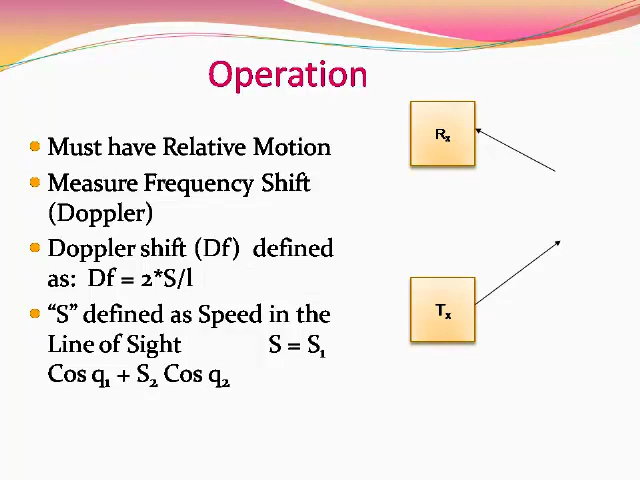 Operation
Must have Relative Motion
Measure Frequency Shift
(Doppler)
Doppler shift (Df)  defined
as:  Df = 2*S/l
“S” defined as Speed in the
Line of Sight    S = S₁
Cos q₁ + S₂ Cos q₂
Rₓ
Tₓ